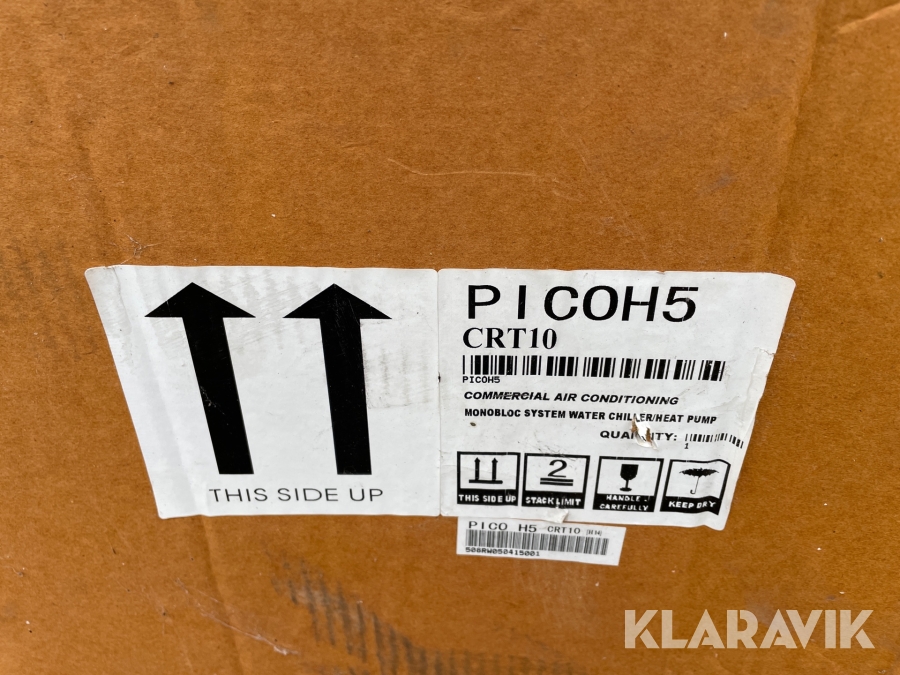 THIS SIDE UP
PICOH5
CRT10
PICOH5
COMMERCIAL AIR CONDITIONING
MONOBLOC SYSTEM WATER CHILLER/HEAT PUMP
QUANTITY:
1
THIS SIDE UP
2
STACK LIMIT
HANDLE
CAREFULLY
KEEP DRY
PICO H5 CRT10
508RW050415001
KLARAVIK